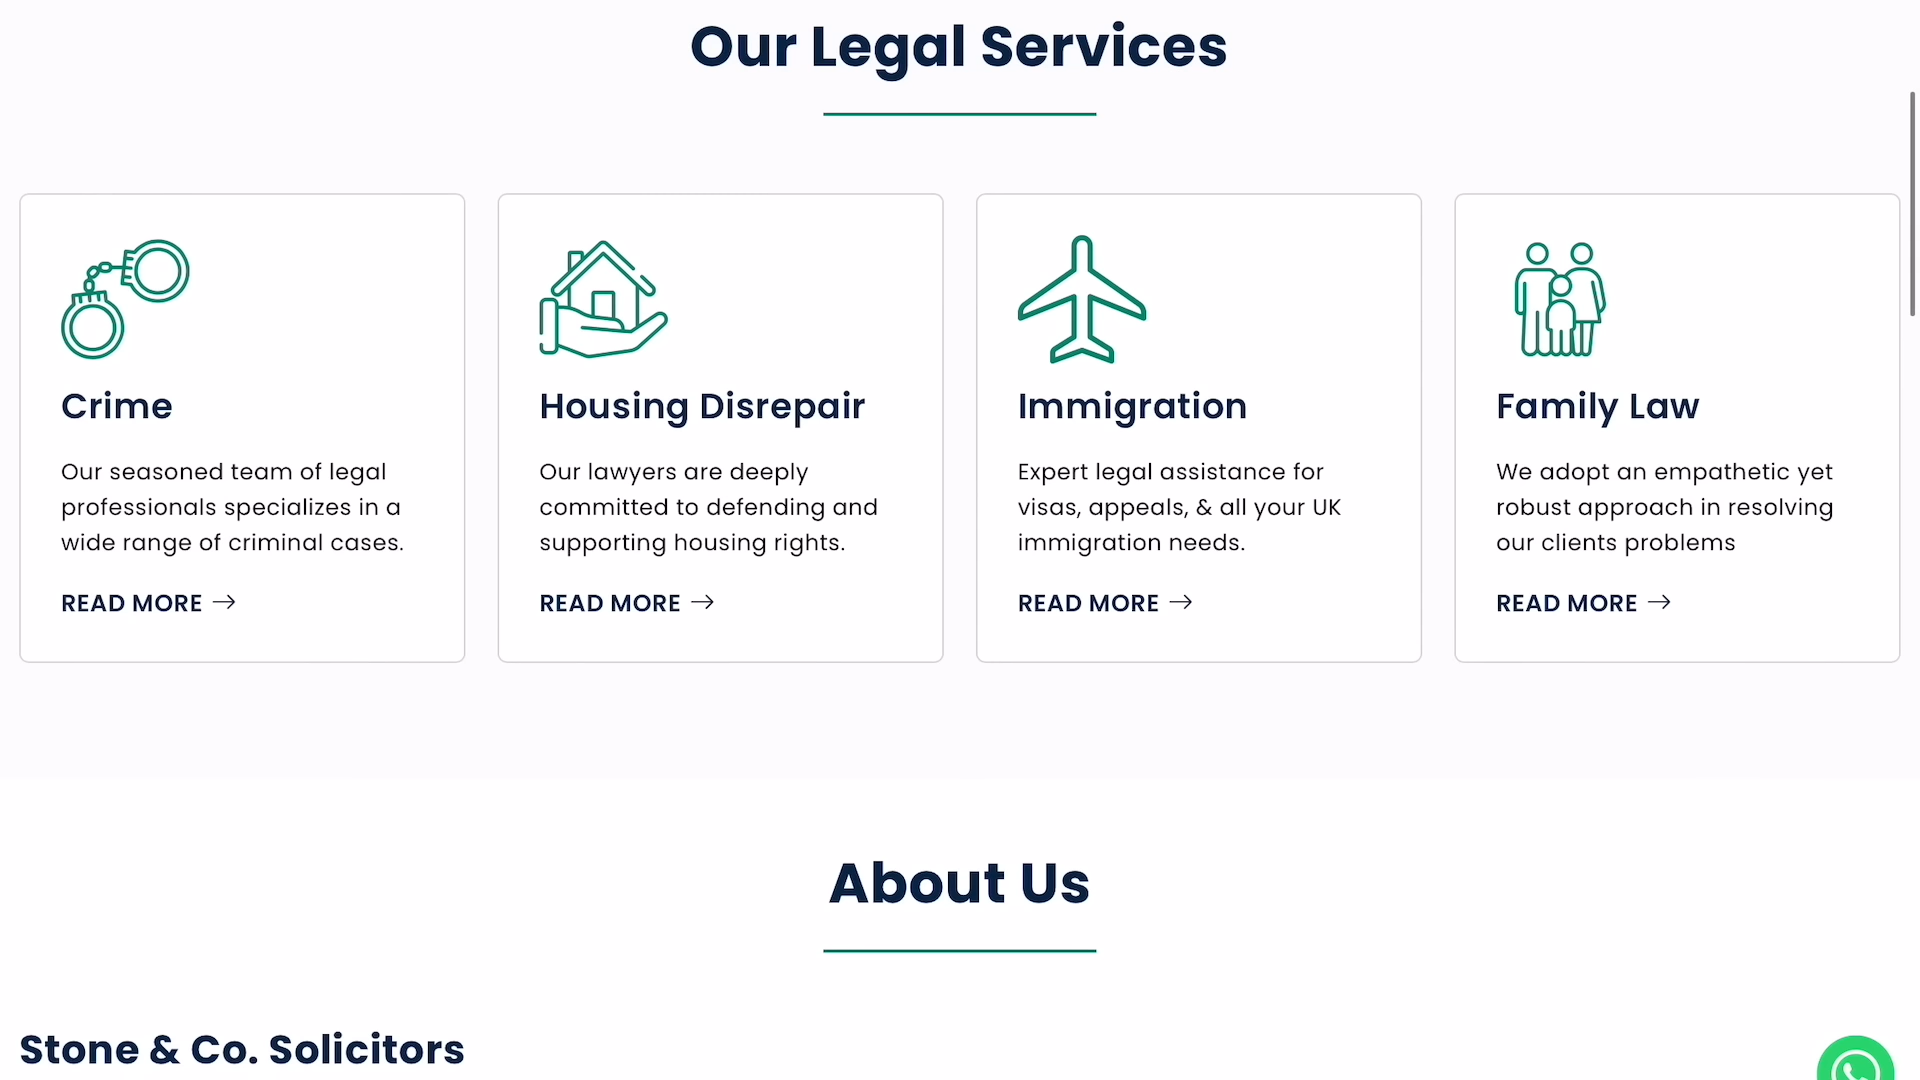 Our Legal Services
Crime
Our seasoned team of legal
professionals specializes in a
wide range of criminal cases.
READ MORE →
Housing Disrepair
Our lawyers are deeply
committed to defending and
supporting housing rights.
READ MORE →
Immigration
Expert legal assistance for
visas, appeals, & all your UK
immigration needs.
READ MORE →
Family Law
We adopt an empathetic yet
robust approach in resolving
our clients problems
READ MORE →
About Us
Stone & Co. Solicitors